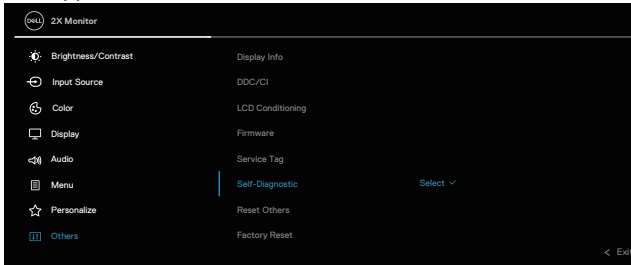 DELL 2X Monitor
Brightness/Contrast Display Info
Input Source DDC/CI
Color LCD Conditioning
Display Firmware
Audio Service Tag
Menu Self-Diagnostic Select
Personalize Reset Others
Others Factory Reset
< Exit